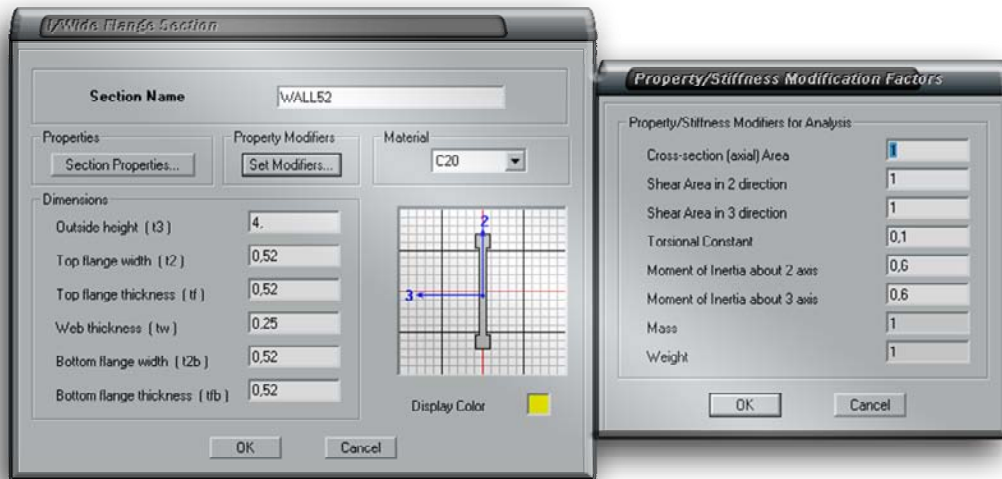 I/Wide Flange Section
Section Name
WALL52
Properties
Section Properties...
Property Modifiers
Set Modifiers...
Material
C20
Dimensions
Outside height ( t3 )
4,
Top flange width ( t2 )
0,52
Top flange thickness ( tf )
0,52
Web thickness ( tw )
0,25
Bottom flange width ( t2b )
0,52
Bottom flange thickness ( tfb )
0,52
2
3
Display Color
OK
Cancel
Property/Stiffness Modification Factors
Property/Stiffness Modifiers for Analysis
Cross-section (axial) Area
1
Shear Area in 2 direction
1
Shear Area in 3 direction
1
Torsional Constant
0,1
Moment of Inertia about 2 axis
0,6
Moment of Inertia about 3 axis
0,6
Mass
1
Weight
1
OK
Cancel